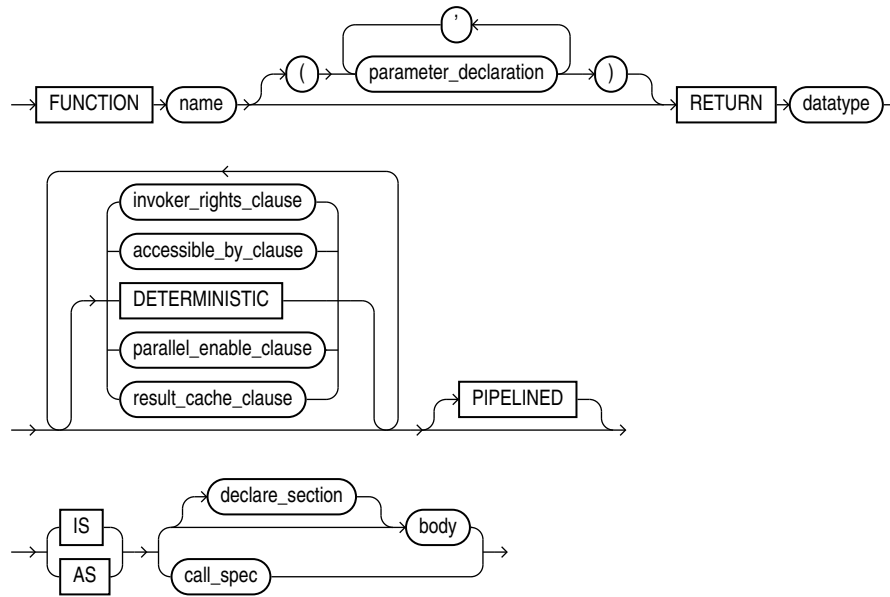 ,
( parameter_declaration )
FUNCTION name RETURN datatype
invoker_rights_clause
accessible_by_clause
DETERMINISTIC
parallel_enable_clause
result_cache_clause
PIPELINED
IS declare_section
body
AS call_spec